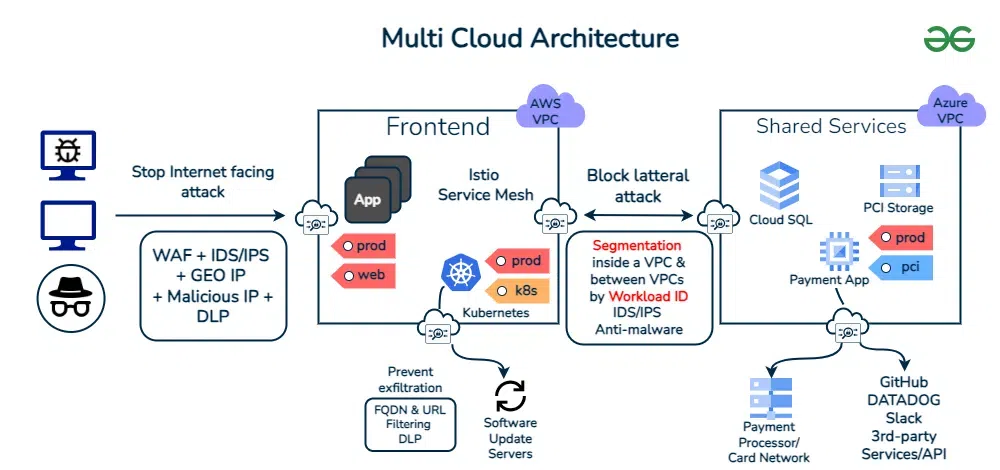 Multi Cloud Architecture
AWS
VPC
Azure
VPC
Frontend
Shared Services
Stop Internet facing
attack
App
Istio
Service Mesh
Block latteral
attack
Cloud SQL
PCI Storage
WAF + IDS/IPS
+ GEO IP
+ Malicious IP +
DLP
prod
web
prod
k8s
Kubernetes
Segmentation
inside a VPC &
between VPCs
by Workload ID
IDS/IPS
Anti-malware
prod
pci
Payment App
Prevent
exfiltration
FQDN & URL
Filtering
DLP
Software
Update
Servers
Payment
Processor/
Card Network
GitHub
DATADOG
Slack
3rd-party
Services/API